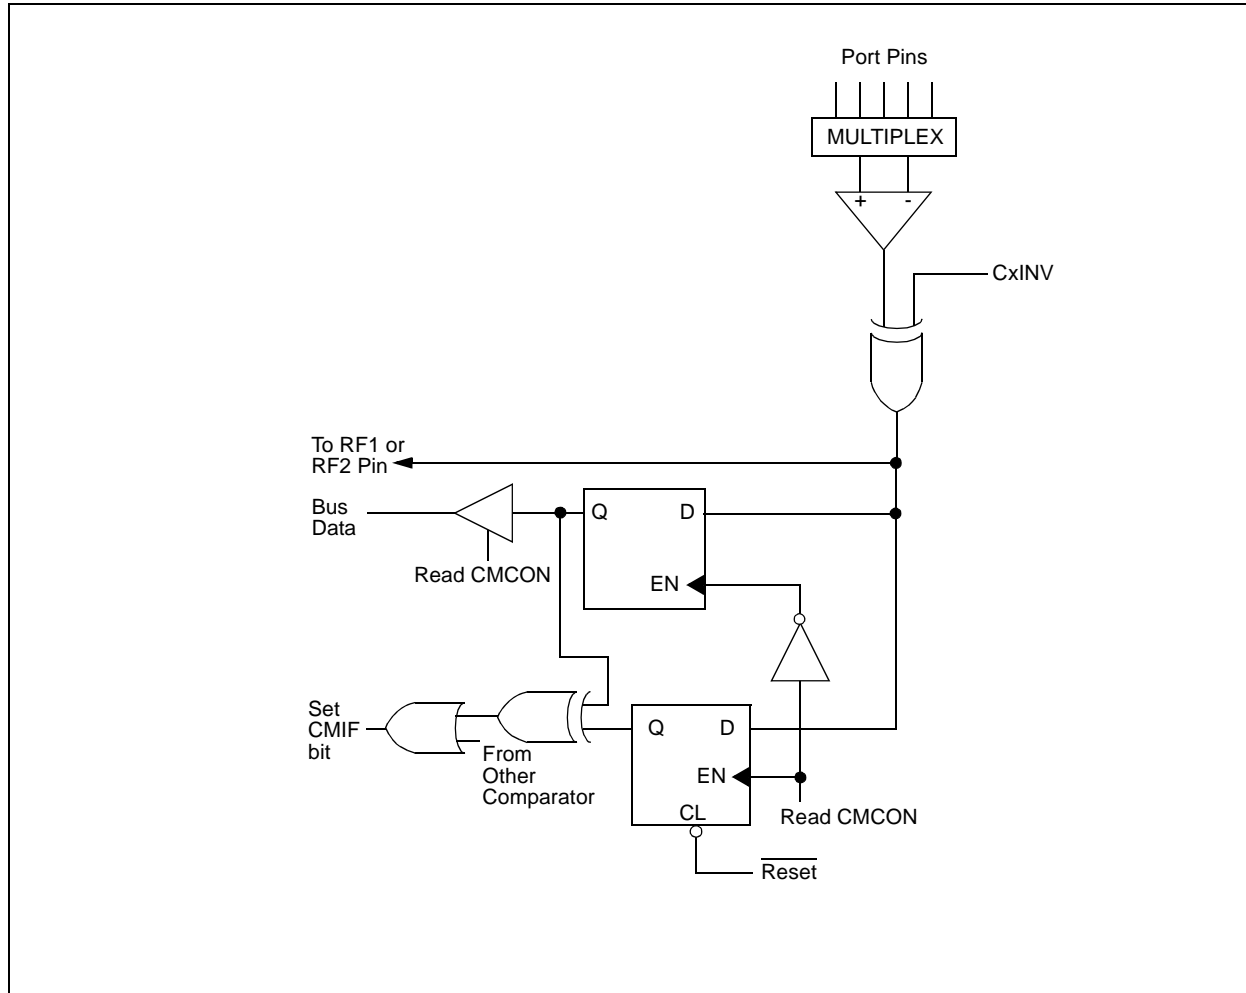 Port Pins
MULTIPLEX
+ -
CxINV
To RF1 or
RF2 Pin
Bus
Data
Q D
EN
Read CMCON
Set
CMIF
bit
From
Other
Comparator
Q D
EN
CL
Read CMCON
Reset